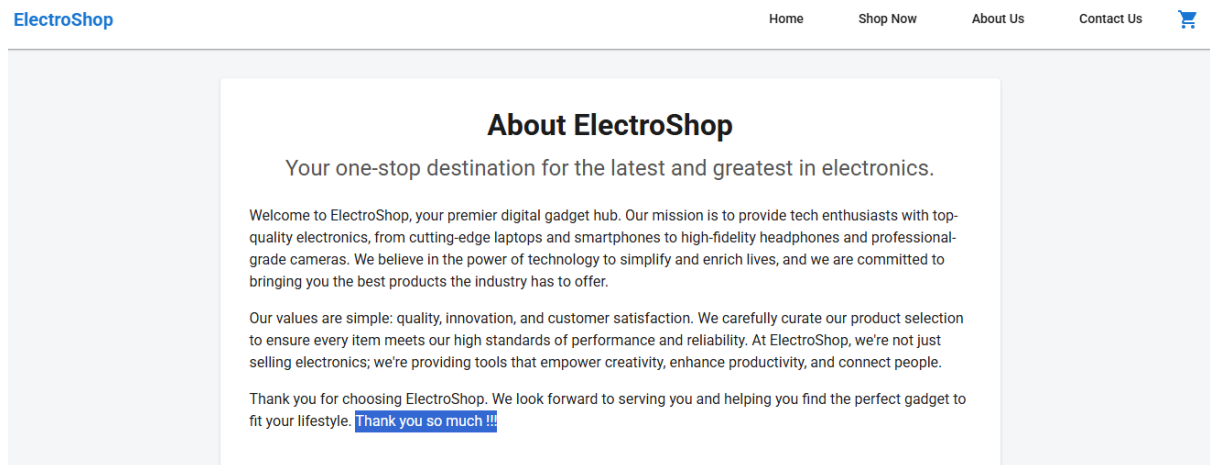 ElectroShop
Home
Shop Now
About Us
Contact Us
About ElectroShop
Your one-stop destination for the latest and greatest in electronics.
Welcome to ElectroShop, your premier digital gadget hub. Our mission is to provide tech enthusiasts with top-
quality electronics, from cutting-edge laptops and smartphones to high-fidelity headphones and professional-
grade cameras. We believe in the power of technology to simplify and enrich lives, and we are committed to
bringing you the best products the industry has to offer.
Our values are simple: quality, innovation, and customer satisfaction. We carefully curate our product selection
to ensure every item meets our high standards of performance and reliability. At ElectroShop, we're not just
selling electronics; we're providing tools that empower creativity, enhance productivity, and connect people.
Thank you for choosing ElectroShop. We look forward to serving you and helping you find the perfect gadget to
fit your lifestyle. Thank you so much !!!